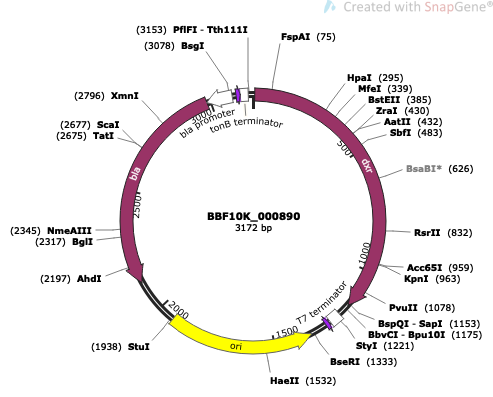 Created with SnapGene®
(3153) PflFI - Tth111I
(3078) BsgI
FspAI (75)
HpaI (295)
MfeI (339)
BstEII (385)
ZraI (430)
AatII (432)
SbfI (483)
BsaBI* (626)
RsrII (832)
Acc65I (959)
KpnI (963)
PvuII (1078)
BspQI - SapI (1153)
BbvCI - Bpu10I (1175)
StyI (1221)
BseRI (1333)
HaeII (1532)
(1938) StuI
(2197) AhdI
(2317) BglI
(2345) NmeAIII
(2675) TatI
(2677) ScaI
(2796) XmnI
bla promoter
tonB terminator
dxr
T7 terminator
ori
bla
500
1000
1500
2000
2500
3000
BBF10K_000890
3172 bp